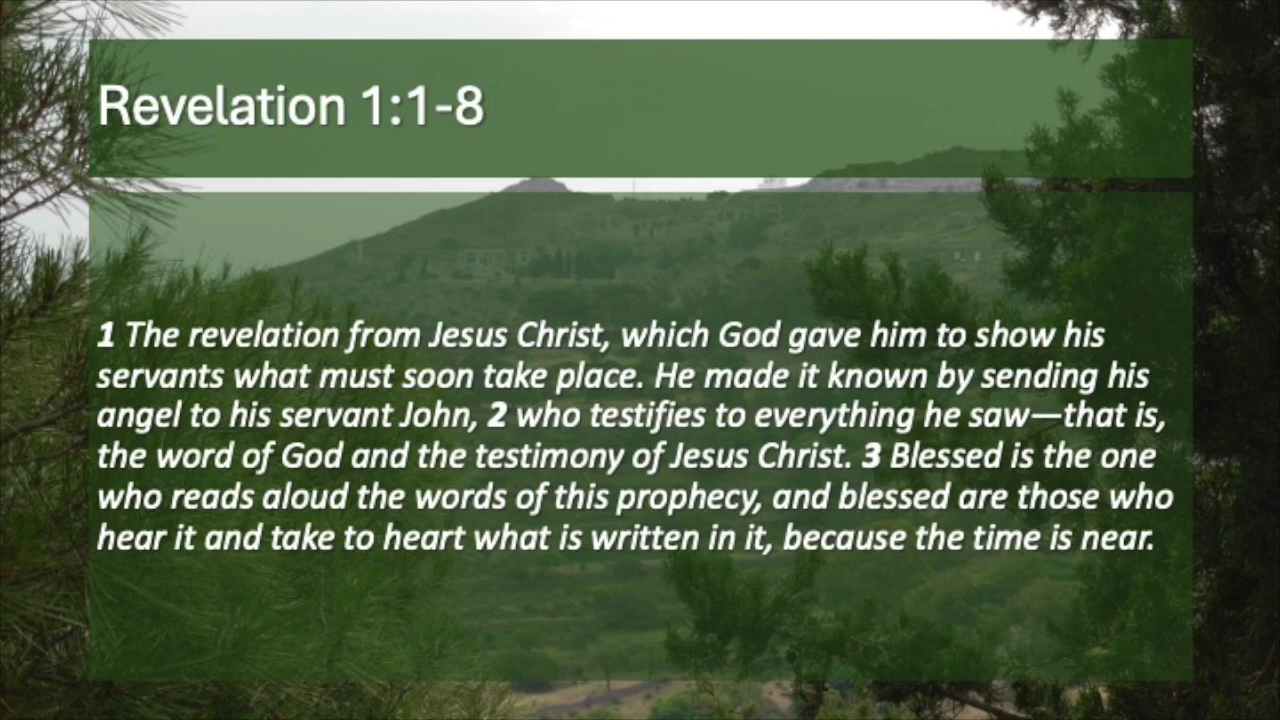 Revelation 1:1-8
1 The revelation from Jesus Christ, which God gave him to show his
servants what must soon take place. He made it known by sending his
angel to his servant John, 2 who testifies to everything he saw—that is,
the word of God and the testimony of Jesus Christ. 3 Blessed is the one
who reads aloud the words of this prophecy, and blessed are those who
hear it and take to heart what is written in it, because the time is near.